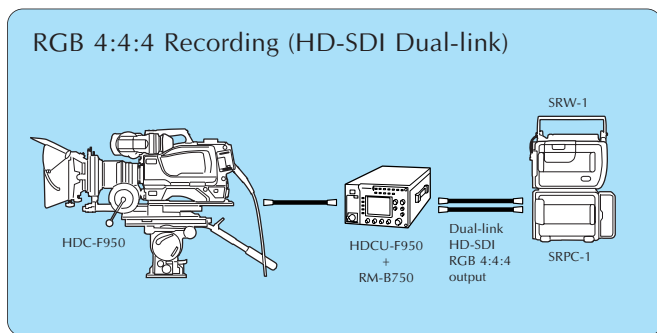 RGB 4:4:4 Recording (HD-SDI Dual-link)
SRW-1
HDC-F950
HDCU-F950
+
RM-B750
Dual-link
HD-SDI
RGB 4:4:4
output
SRPC-1